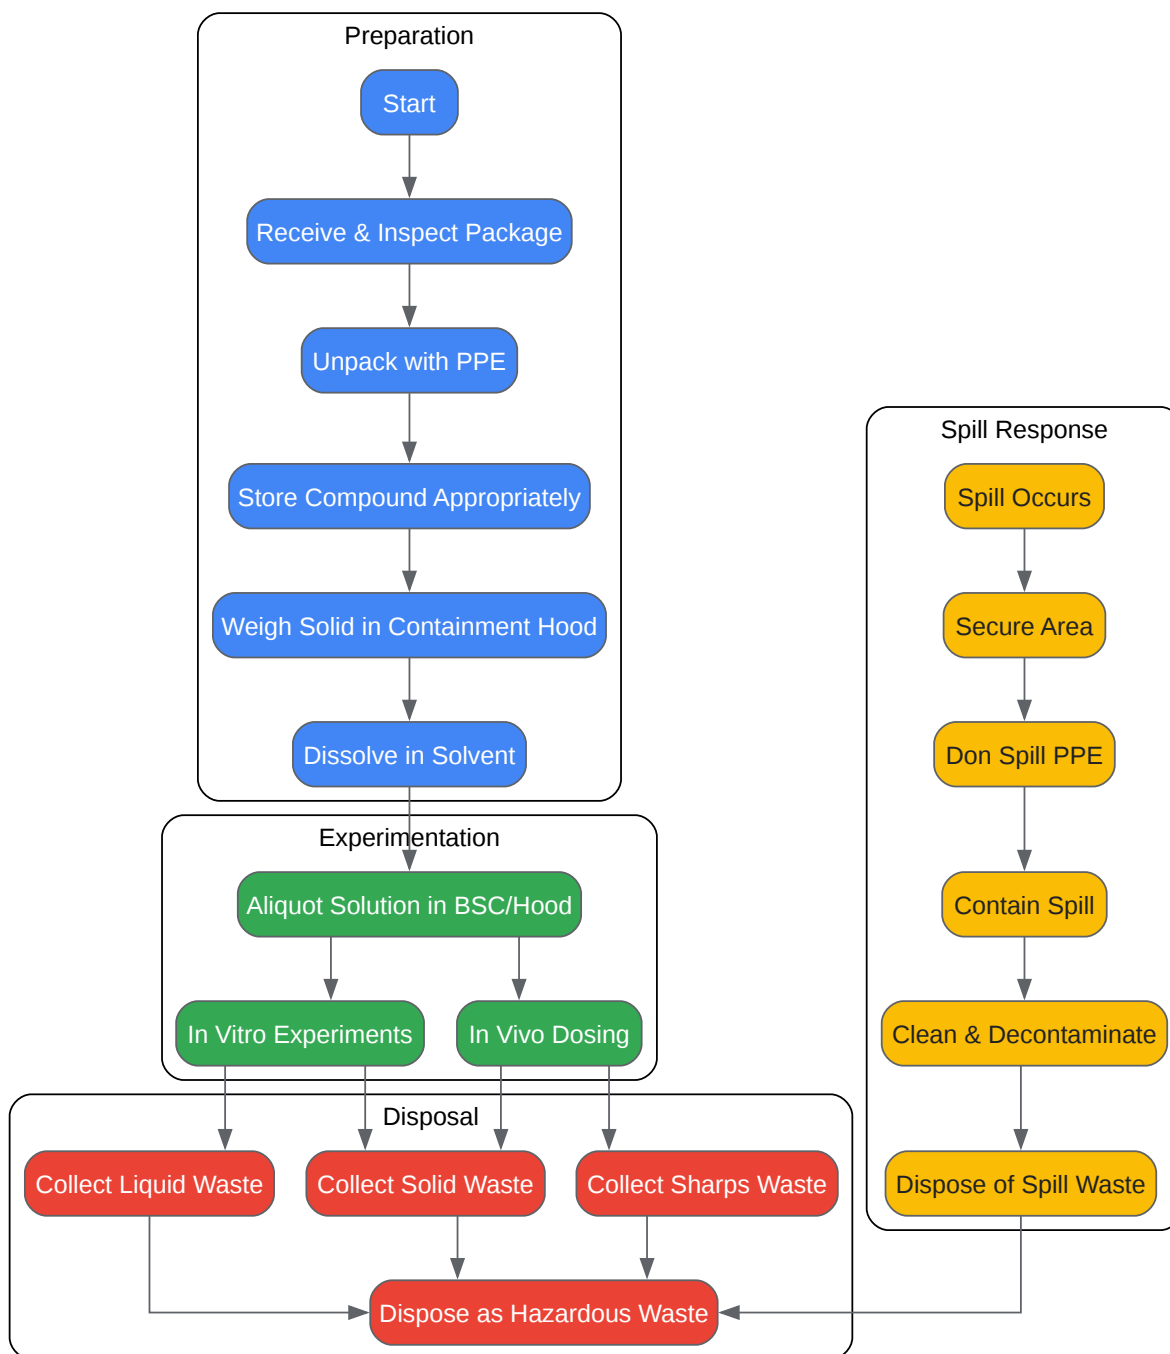 Preparation
Start
Receive & Inspect Package
Unpack with PPE
Store Compound Appropriately
Weigh Solid in Containment Hood
Dissolve in Solvent
Experimentation
Aliquot Solution in BSC/Hood
In Vitro Experiments
In Vivo Dosing
Disposal
Collect Liquid Waste
Collect Solid Waste
Collect Sharps Waste
Dispose as Hazardous Waste
Spill Response
Spill Occurs
Secure Area
Don Spill PPE
Contain Spill
Clean & Decontaminate
Dispose of Spill Waste